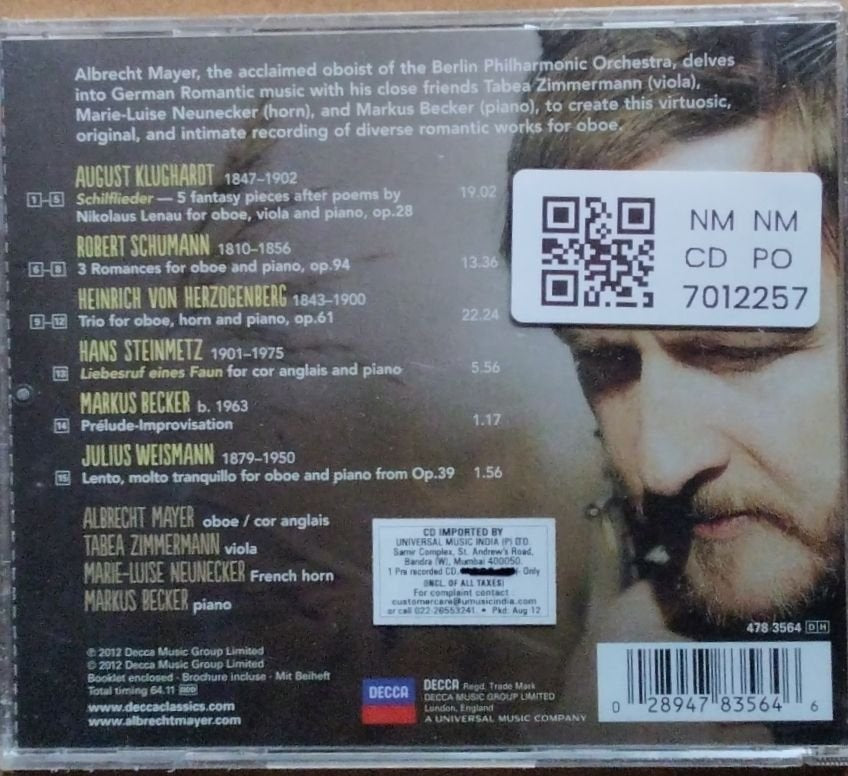 Albrecht Mayer, the acclaimed oboist of the Berlin Philharmonic Orchestra, delves
into German Romantic music with his close friends Tabea Zimmermann (viola),
Marie-Luise Neunecker (horn), and Markus Becker (piano), to create this virtuosic,
original, and intimate recording of diverse romantic works for oboe.
AUGUST KLUGHARDT 1847–1902
1–5 Schilflieder — 5 fantasy pieces after poems by 19.02
Nikolaus Lenau for oboe, viola and piano, op.28
ROBERT SCHUMANN 1810–1856
6–8 3 Romances for oboe and piano, op.94 13.36
HEINRICH VON HERZOGENBERG 1843–1900
9–12 Trio for oboe, horn and piano, op.61 22.24
HANS STEINMETZ 1901–1975
13 Liebesruf eines Faun for cor anglais and piano 5.56
MARKUS BECKER b. 1963
14 Prélude-Improvisation 1.17
JULIUS WEISMANN 1879–1950
15 Lento, molto tranquillo for oboe and piano from Op.39 1.56
ALBRECHT MAYER oboe / cor anglais
TABEA ZIMMERMANN viola
MARIE-LUISE NEUNECKER French horn
MARKUS BECKER piano
NM NM
CD PO
7012257
CD IMPORTED BY
UNIVERSAL MUSIC INDIA (P) LTD.
Samir Complex, St. Andrew's Road,
Bandra (W), Mumbai 400050.
1 Pre recorded CD. Only
(INCL. OF ALL TAXES)
For complaint contact
customercare@umusicindia.com
or call 022-26553241 • Pkd: Aug 12
℗ 2012 Decca Music Group Limited
© 2012 Decca Music Group Limited
Booklet enclosed · Brochure incluse · Mit Beiheft
Total timing 64.11 DDD
www.deccaclassics.com
www.albrechtmayer.com
DECCA
DECCA Regd. Trade Mark
DECCA MUSIC GROUP LIMITED
London, England
A UNIVERSAL MUSIC COMPANY
478 3564 DH
0 28947 83564 6